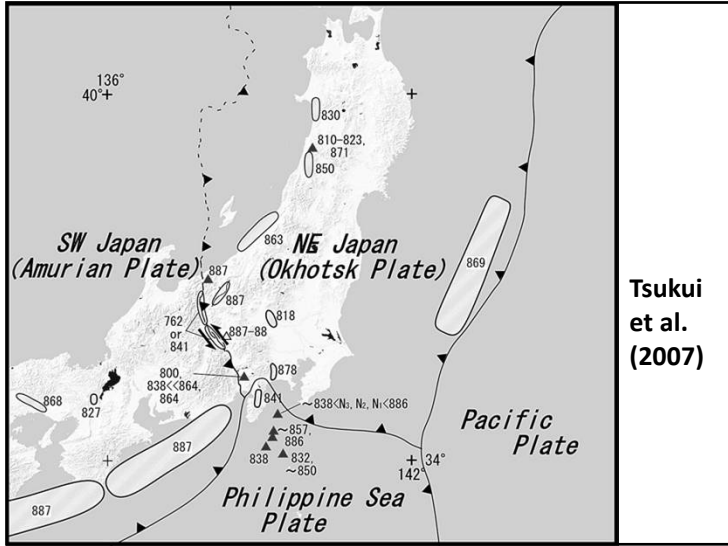 136°
40°
830*
810-823,
871
850
SW Japan
(Amurian Plate)
863
NE Japan
(Okhotsk Plate)
869
887
887
762
or
841
887-88
818
800,
838<<864,
864
878
868
827
841
~838<N₃, N₂, N₁<886
~857,
886
838
832,
~850
887
887
Pacific
Plate
34°
142°
Philippine Sea
Plate
Tsukui
et al.
(2007)